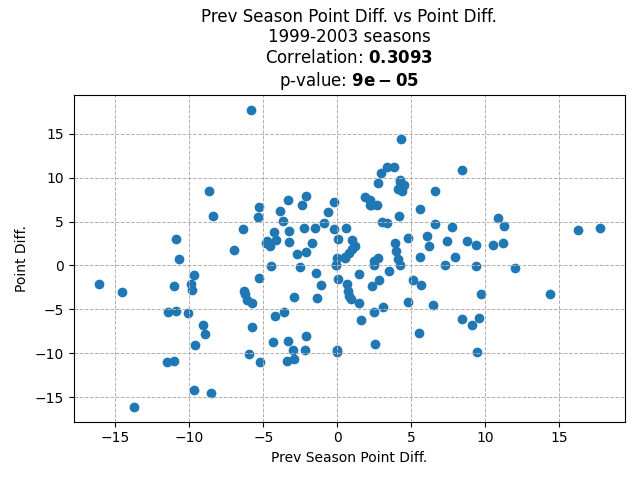 Prev Season Point Diff. vs Point Diff.
1999-2003 seasons
Correlation: 0.3093
p-value: 9e − 05
15
10
5
0
−5
−10
−15
Point Diff.
−15 −10 −5 0 5 10 15
Prev Season Point Diff.